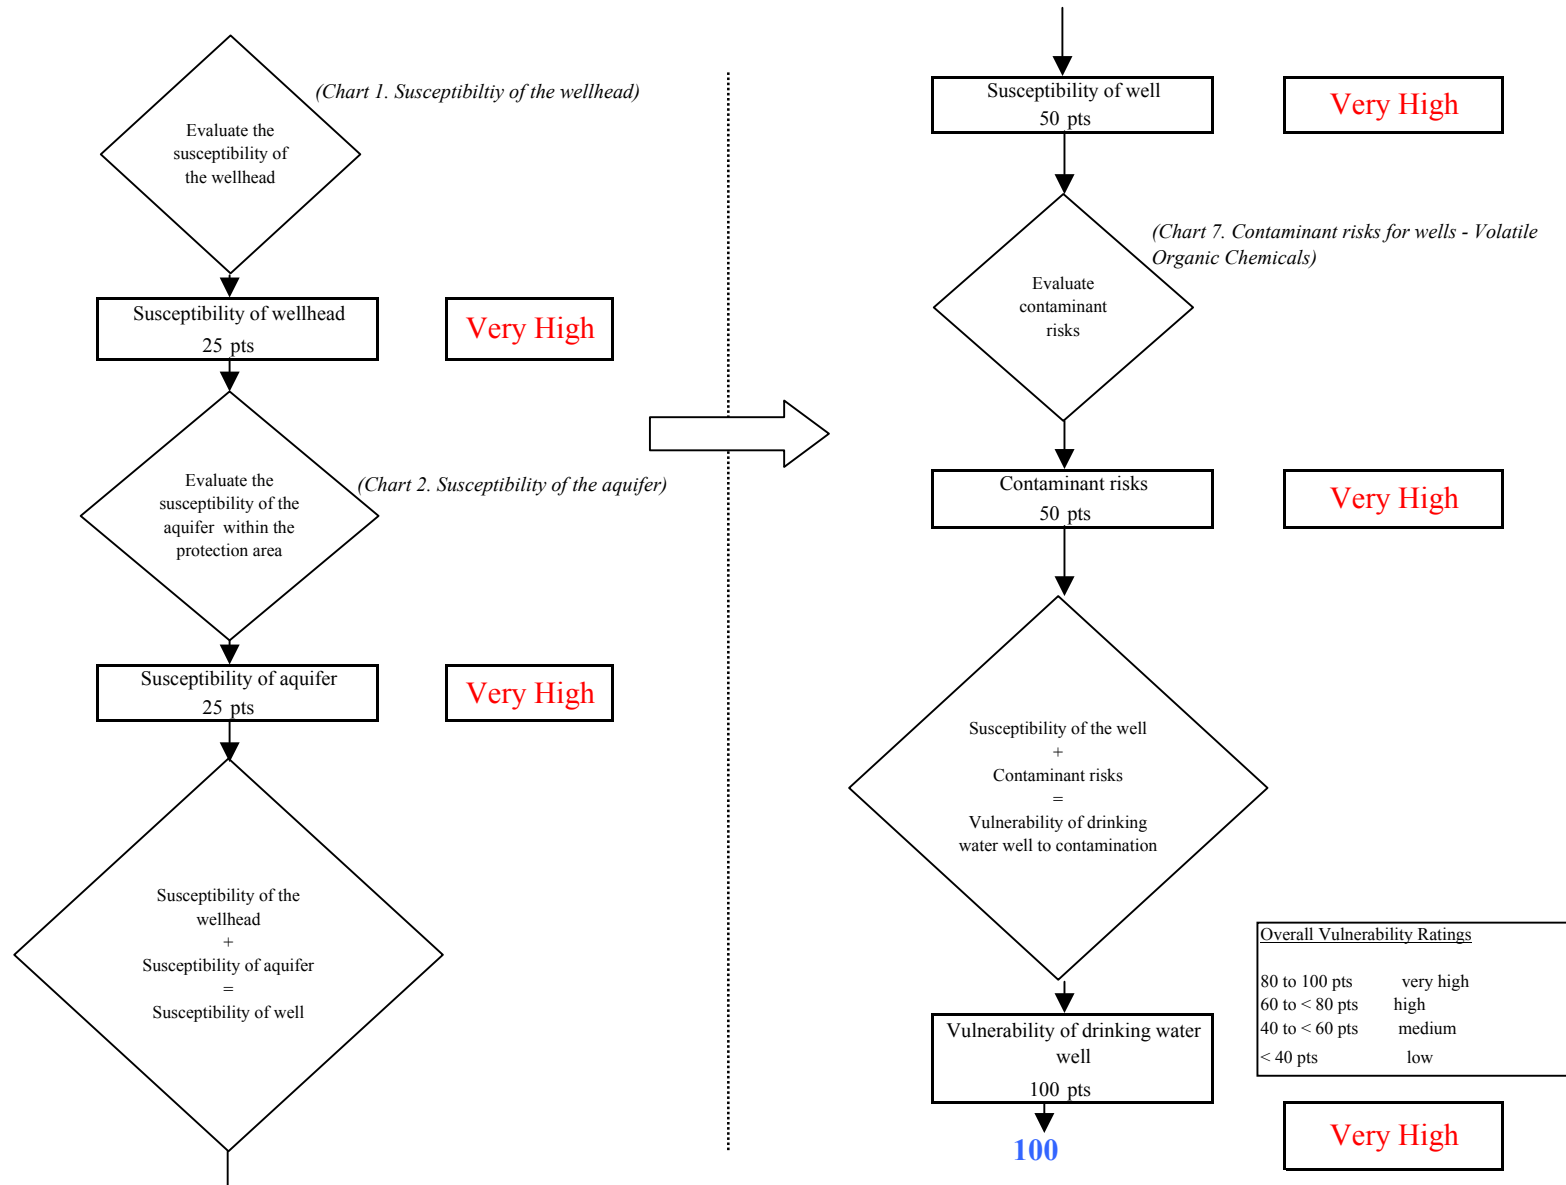 (Chart 1. Susceptibiltiy of the wellhead)
Evaluate the
susceptibility of
the wellhead
Susceptibility of wellhead
25 pts
Very High
Evaluate the
susceptibility of the
aquifer within the
protection area
(Chart 2. Susceptibility of the aquifer)
Susceptibility of aquifer
25 pts
Very High
Susceptibility of the
wellhead
+
Susceptibility of aquifer
=
Susceptibility of well
Susceptibility of well
50 pts
Very High
(Chart 7. Contaminant risks for wells - Volatile
Organic Chemicals)
Evaluate
contaminant
risks
Contaminant risks
50 pts
Very High
Susceptibility of the well
+
Contaminant risks
=
Vulnerability of drinking
water well to contamination
Overall Vulnerability Ratings
80 to 100 pts very high
60 to < 80 pts high
40 to < 60 pts medium
< 40 pts low
Vulnerability of drinking water
well
100 pts
100
Very High